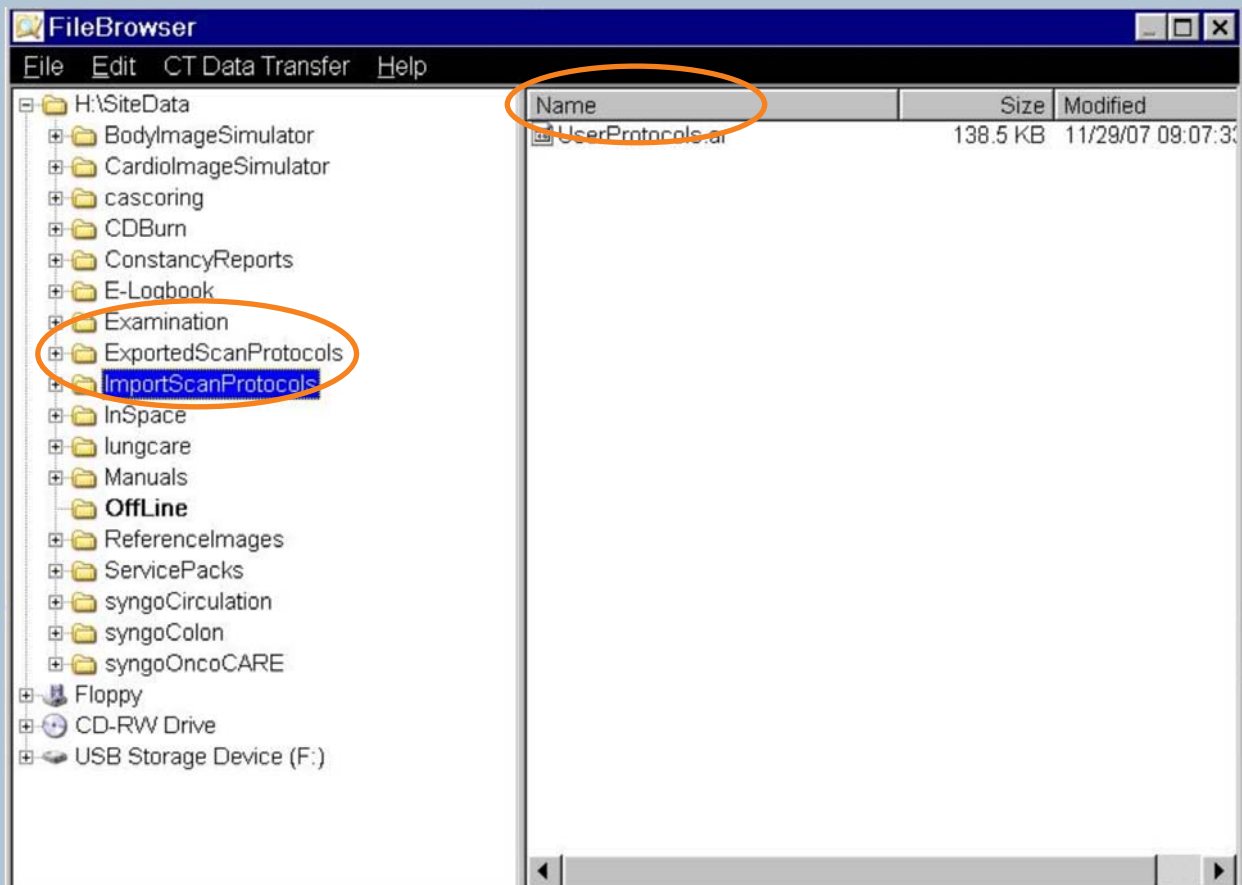 FileBrowser
File Edit CT Data Transfer Help
H:\SiteData
BodyImageSimulator
CardioImageSimulator
cascoring
CDBurn
ConstancyReports
E-Logbook
Examination
ExportedScanProtocols
ImportScanProtocols
InSpace
lungcare
Manuals
OffLine
ReferenceImages
ServicePacks
syngoCirculation
syngoColon
syngoOncoCARE
Floppy
CD-RW Drive
USB Storage Device (F:)
Name Size Modified
UserProtocols.ar 138.5 KB 11/29/07 09:07:33